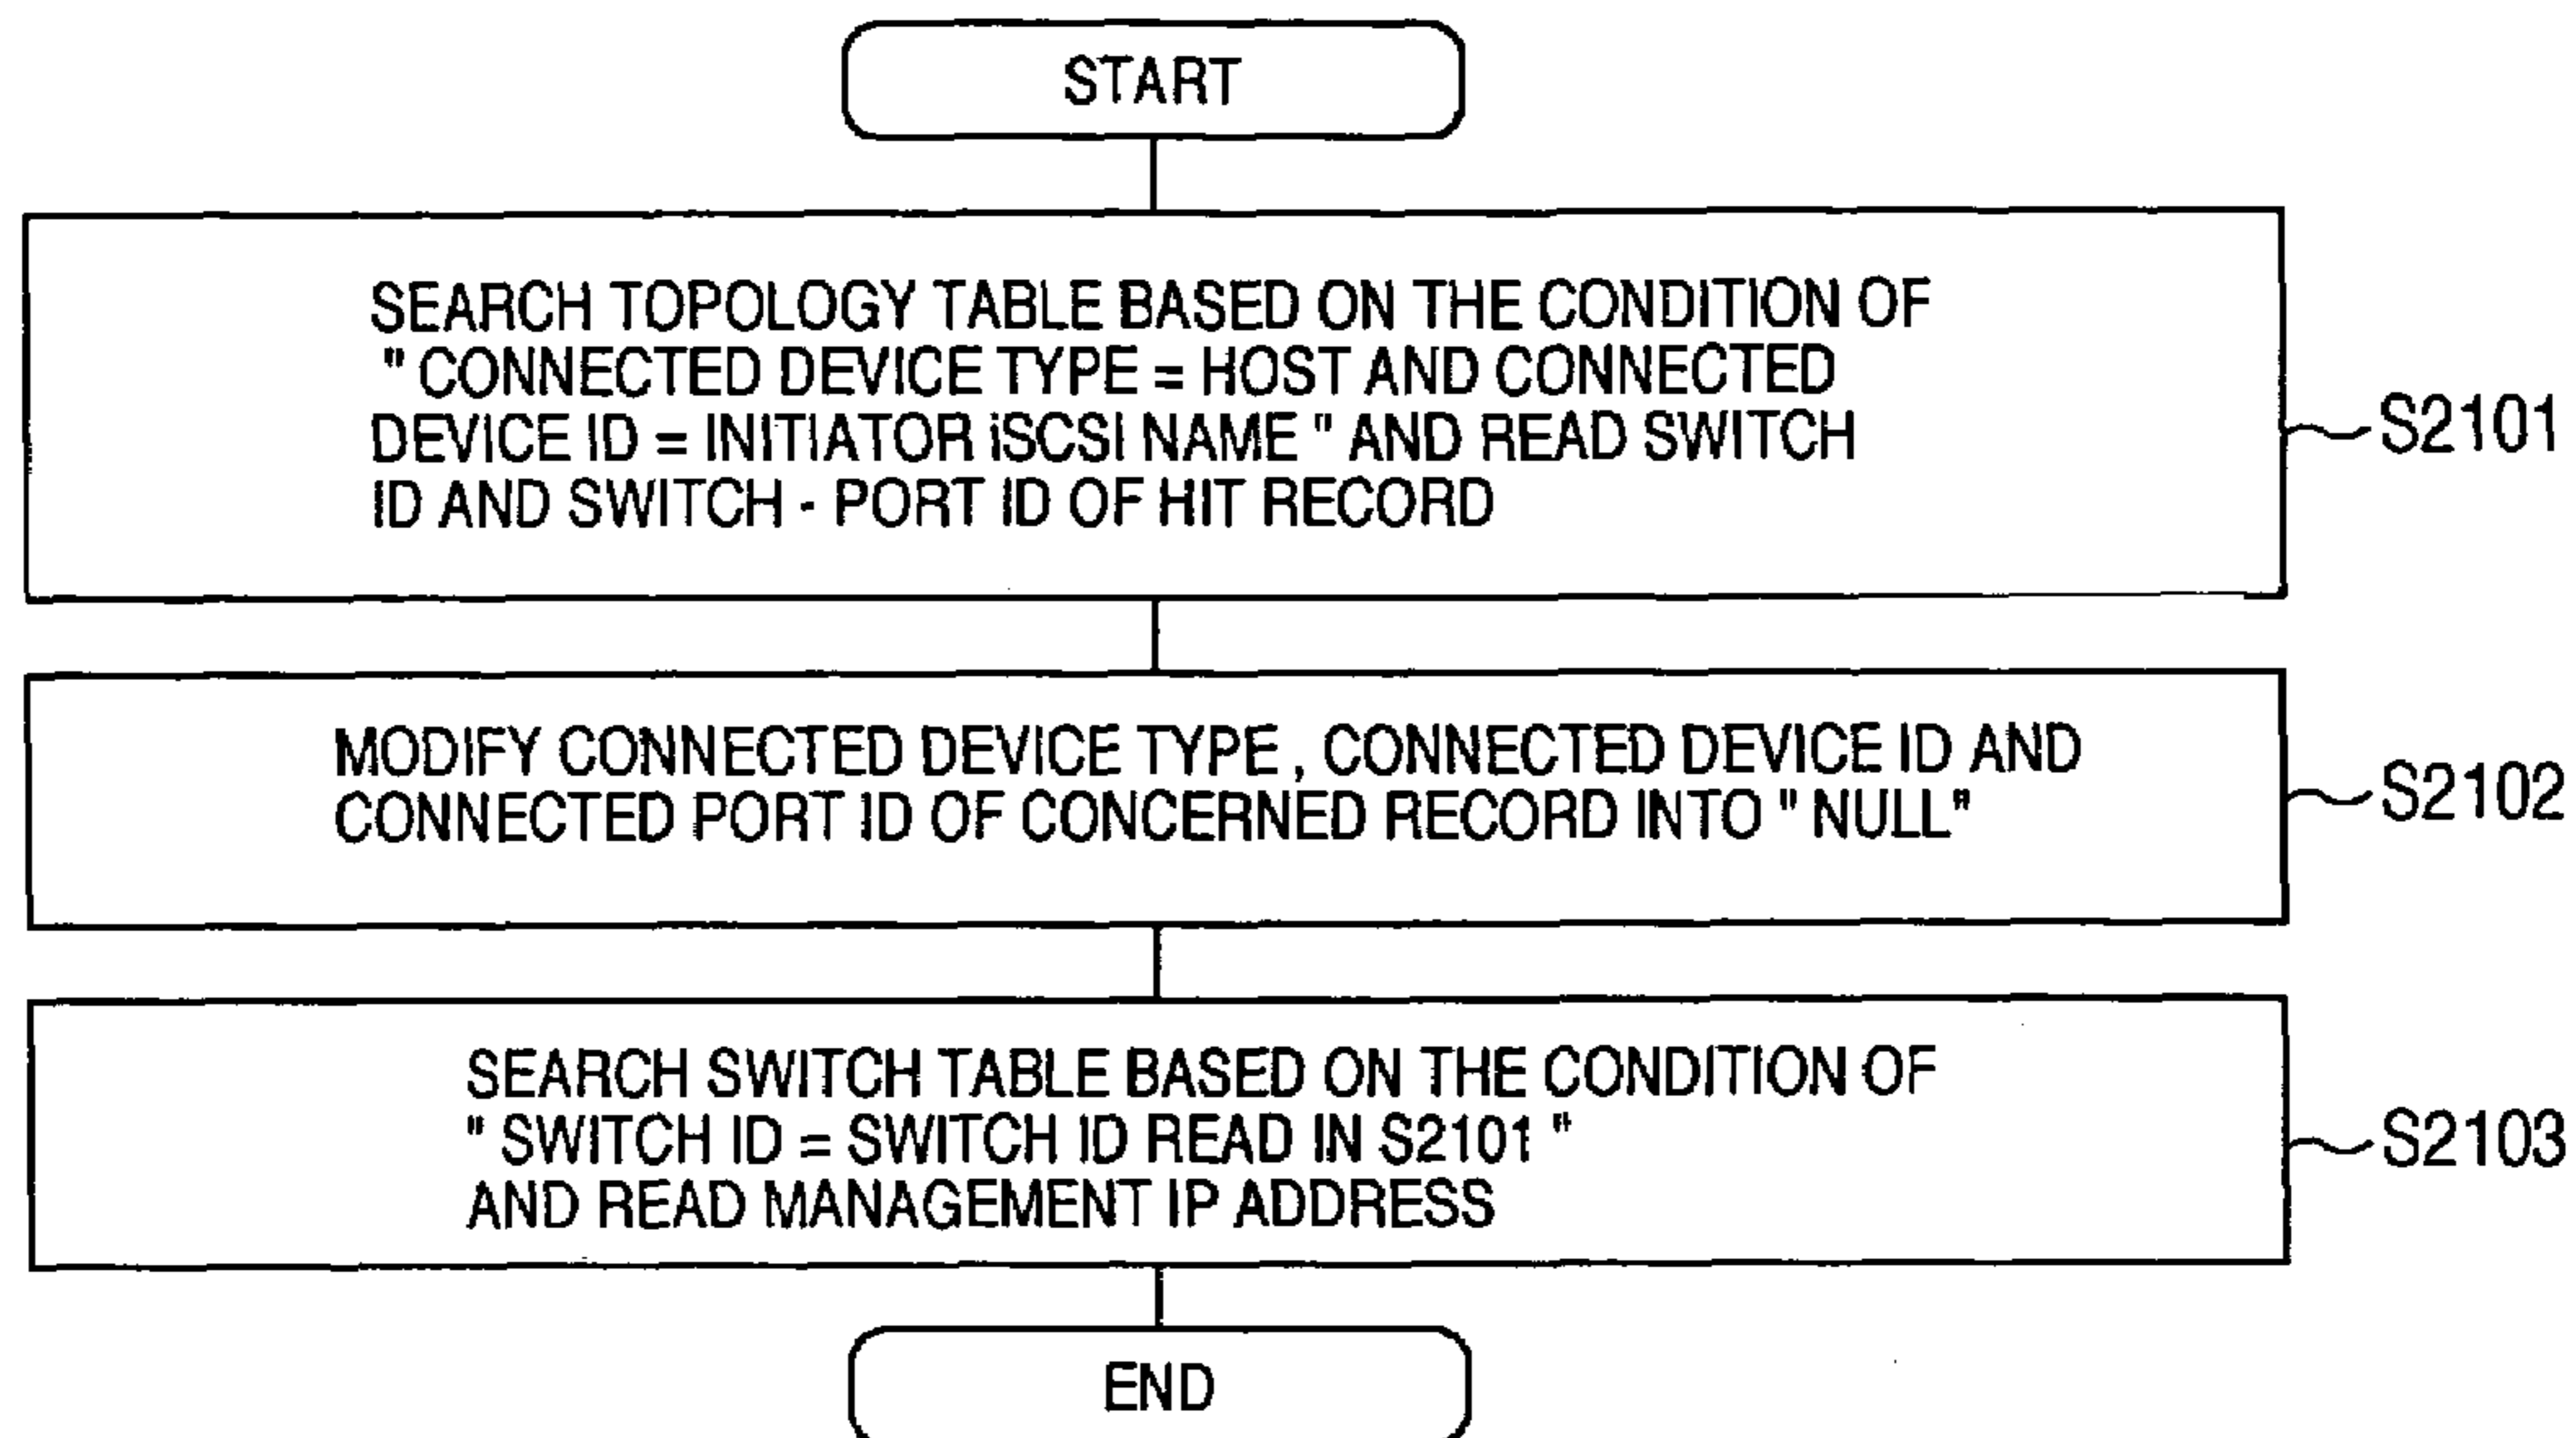 START
SEARCH TOPOLOGY TABLE BASED ON THE CONDITION OF
" CONNECTED DEVICE TYPE = HOST AND CONNECTED
DEVICE ID = INITIATOR iSCSI NAME " AND READ SWITCH
ID AND SWITCH - PORT ID OF HIT RECORD
S2101
MODIFY CONNECTED DEVICE TYPE , CONNECTED DEVICE ID AND
CONNECTED PORT ID OF CONCERNED RECORD INTO " NULL"
S2102
SEARCH SWITCH TABLE BASED ON THE CONDITION OF
" SWITCH ID = SWITCH ID READ IN S2101 "
AND READ MANAGEMENT IP ADDRESS
S2103
END